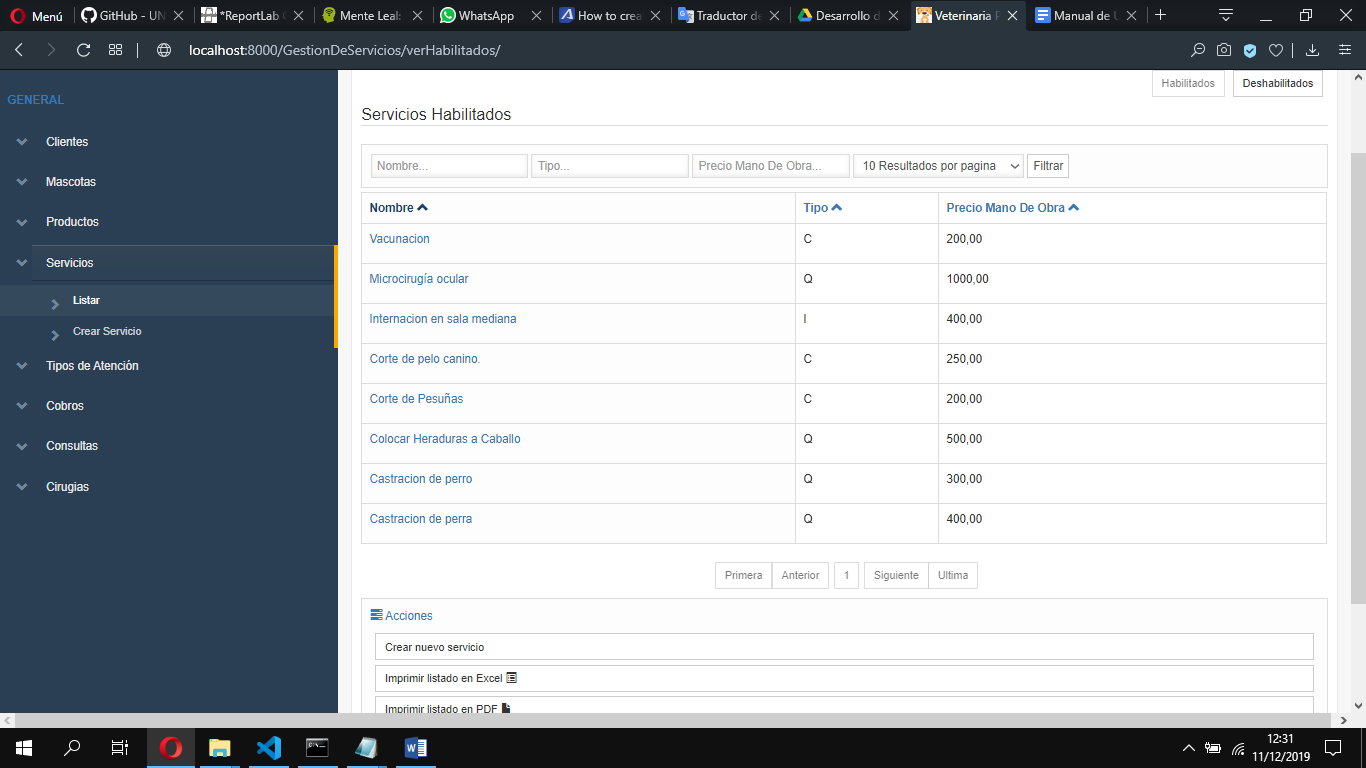 Menú
GitHub - UN
*ReportLab
Mente Leal:
WhatsApp
How to crea
Traductor de
Desarrollo d
Veterinaria P
Manual de U
localhost:8000/GestionDeServicios/verHabilitados/
GENERAL
Clientes
Mascotas
Productos
Servicios
Listar
Crear Servicio
Tipos de Atención
Cobros
Consultas
Cirugias
Habilitados
Deshabilitados
Servicios Habilitados
Nombre... Tipo... Precio Mano De Obra... 10 Resultados por pagina Filtrar
Nombre Tipo Precio Mano De Obra
Vacunacion C 200,00
Microcirugía ocular Q 1000,00
Internacion en sala mediana I 400,00
Corte de pelo canino. C 250,00
Corte de Pesuñas C 200,00
Colocar Heraduras a Caballo Q 500,00
Castracion de perro Q 300,00
Castracion de perra Q 400,00
Primera Anterior 1 Siguiente Ultima
Acciones
Crear nuevo servicio
Imprimir listado en Excel
Imprimir listado en PDF
12:31
11/12/2019